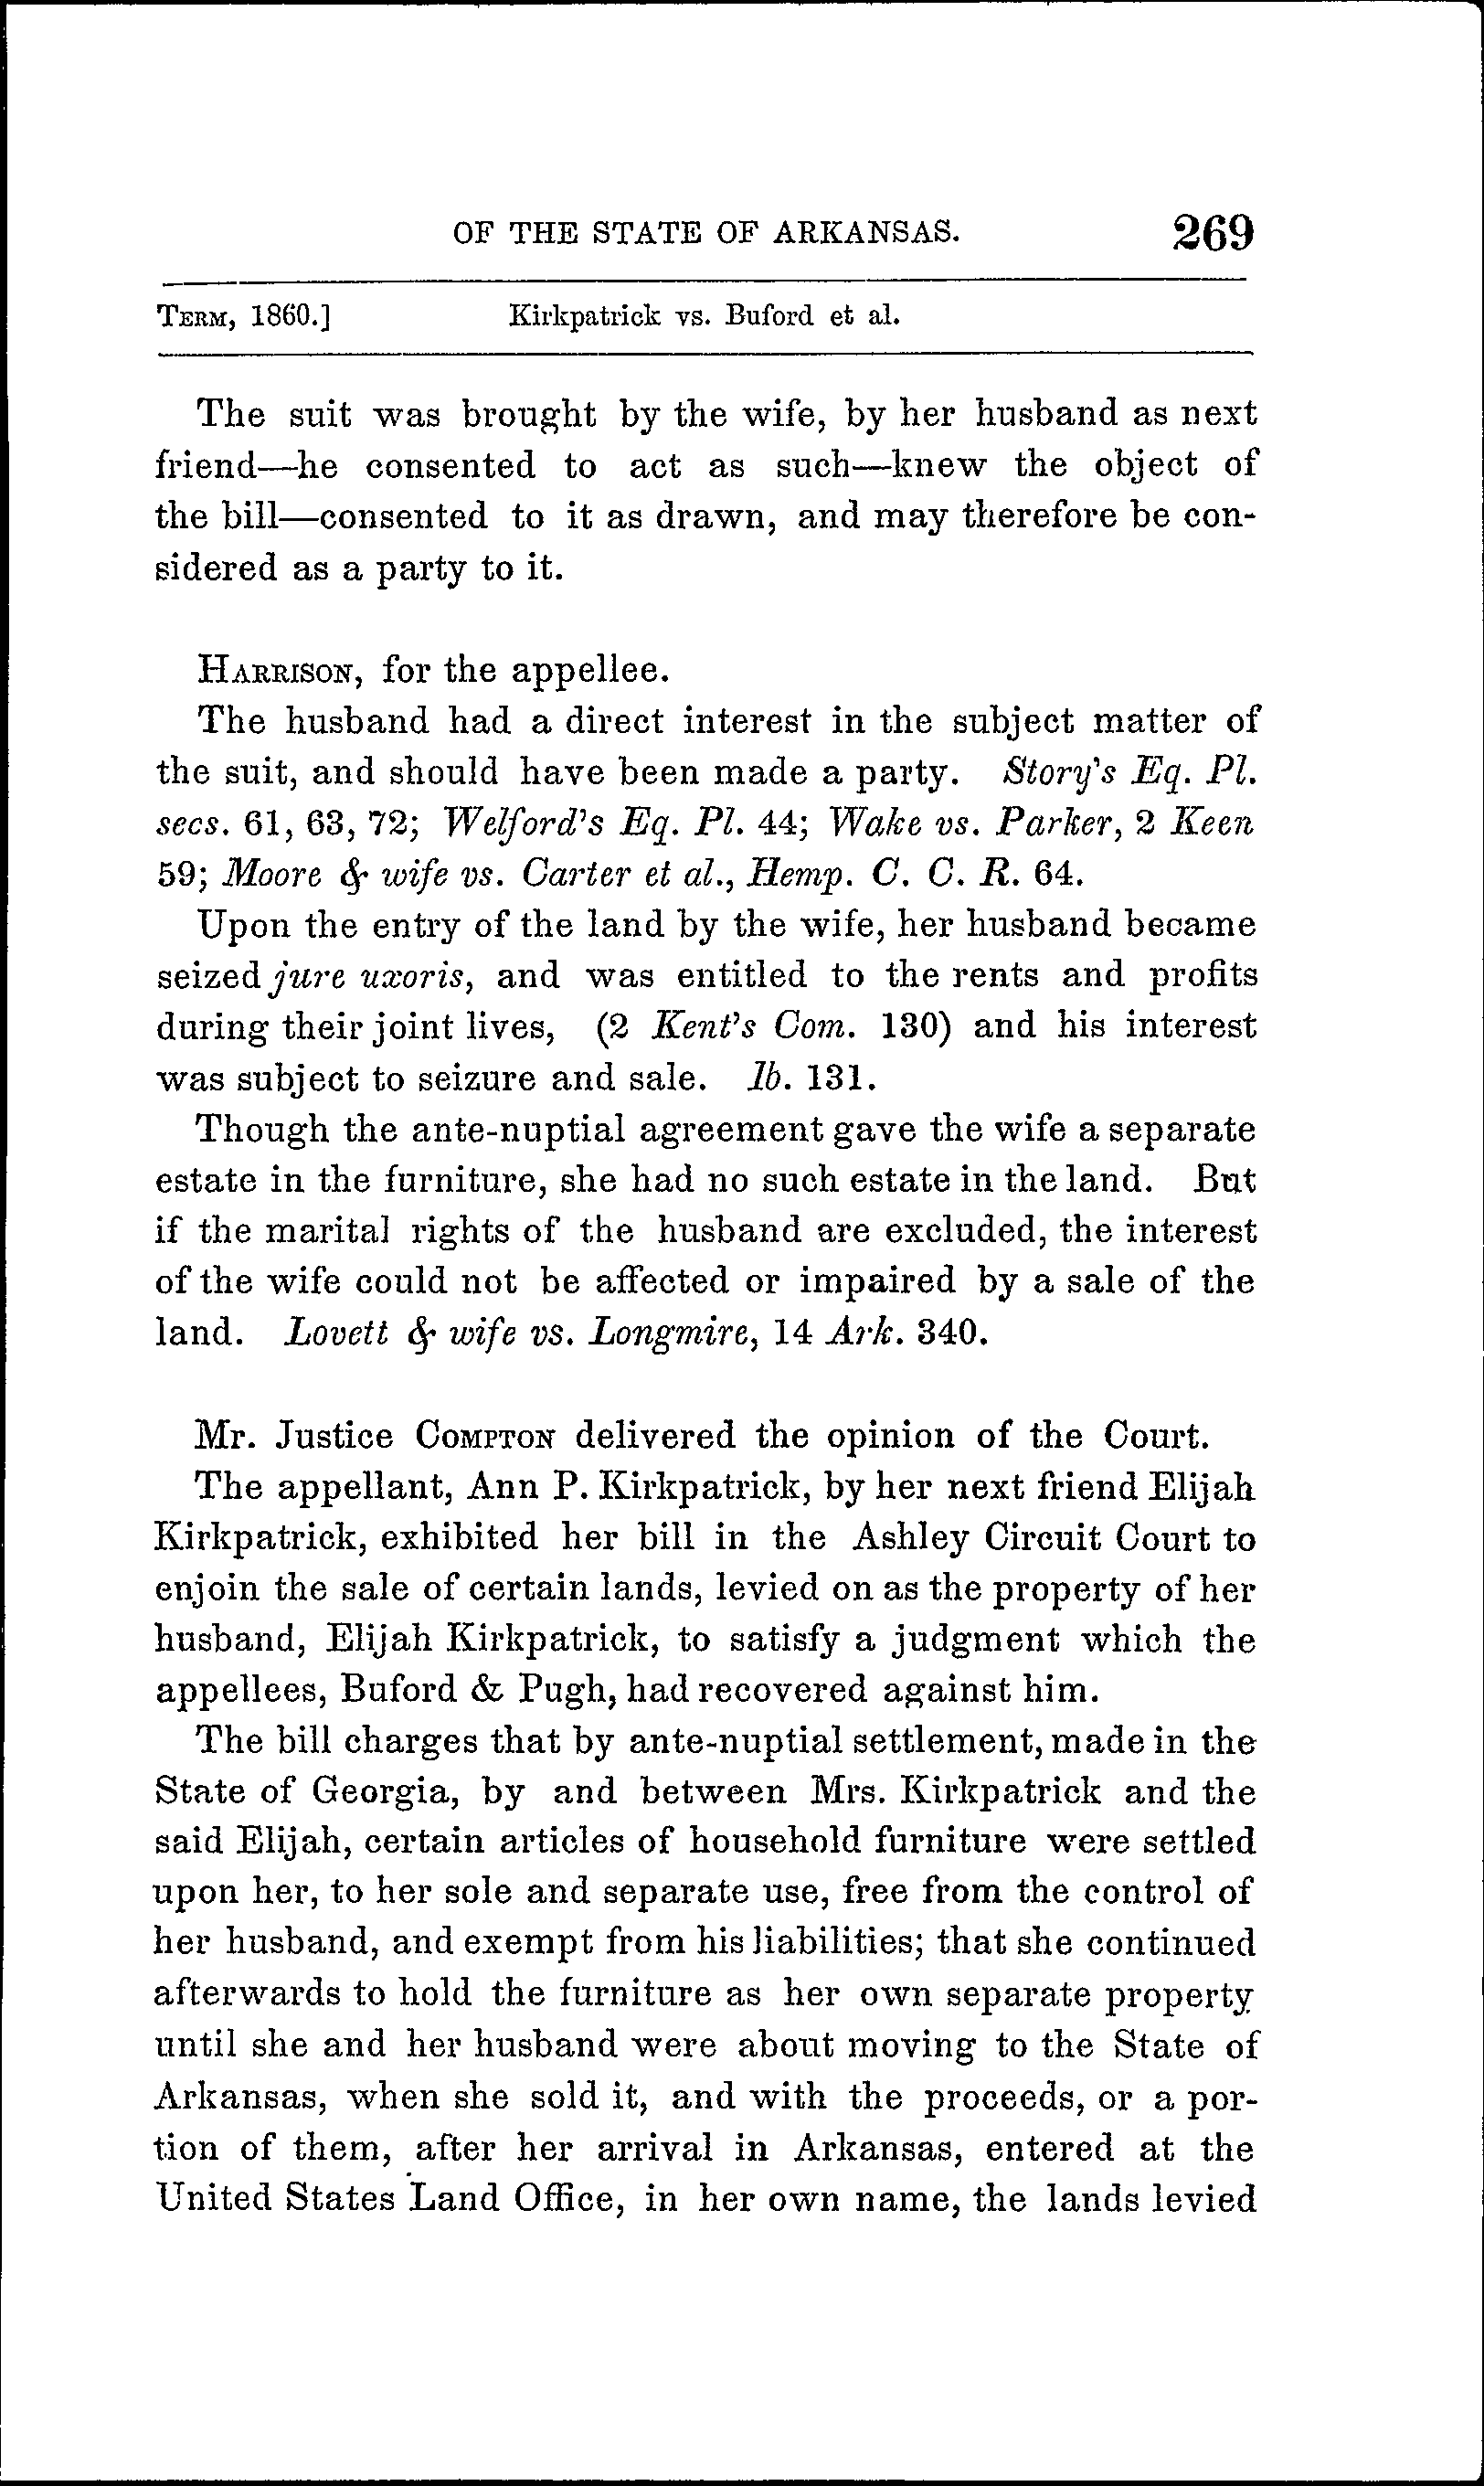 OF THE STATE OF ARKANSAS. 269
TERM, 1860.] Kirkpatrick vs. Buford et al.
The suit was brought by the wife, by her husband as next
friend—he consented to act as such—knew the object of
the bill—consented to it as drawn, and may therefore be con-
sidered as a party to it.
HARRISON, for the appellee.
The husband had a direct interest in the subject matter of
the suit, and should have been made a party. Story's Eq. Pl.
secs. 61, 63, 72; Welford's Eq. Pl. 44; Wake vs. Parker, 2 Keen
59; Moore & wife vs. Carter et al., Hemp. C. C. R. 64.
Upon the entry of the land by the wife, her husband became
seized jure uxoris, and was entitled to the rents and profits
during their joint lives, (2 Kent's Com. 130) and his interest
was subject to seizure and sale. Ib. 131.
Though the ante-nuptial agreement gave the wife a separate
estate in the furniture, she had no such estate in the land. But
if the marital rights of the husband are excluded, the interest
of the wife could not be affected or impaired by a sale of the
land. Lovett & wife vs. Longmire, 14 Ark. 340.
Mr. Justice COMPTON delivered the opinion of the Court.
The appellant, Ann P. Kirkpatrick, by her next friend Elijah
Kirkpatrick, exhibited her bill in the Ashley Circuit Court to
enjoin the sale of certain lands, levied on as the property of her
husband, Elijah Kirkpatrick, to satisfy a judgment which the
appellees, Buford & Pugh, had recovered against him.
The bill charges that by ante-nuptial settlement, made in the
State of Georgia, by and between Mrs. Kirkpatrick and the
said Elijah, certain articles of household furniture were settled
upon her, to her sole and separate use, free from the control of
her husband, and exempt from his liabilities; that she continued
afterwards to hold the furniture as her own separate property
until she and her husband were about moving to the State of
Arkansas, when she sold it, and with the proceeds, or a por-
tion of them, after her arrival in Arkansas, entered at the
United States Land Office, in her own name, the lands levied